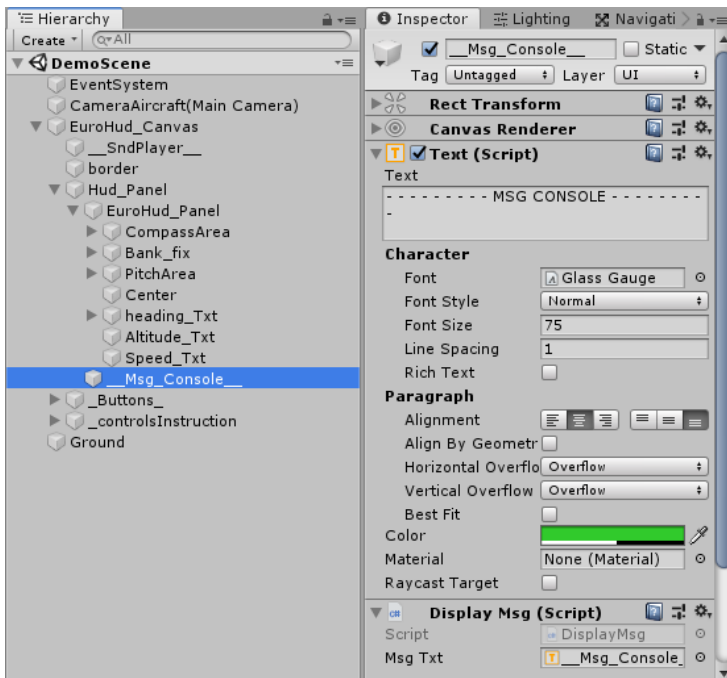 Hierarchy
Create All
DemoScene
EventSystem
CameraAircraft(Main Camera)
EuroHud_Canvas
__SndPlayer__
border
Hud_Panel
EuroHud_Panel
CompassArea
Bank_fix
PitchArea
Center
heading_Txt
Altitude_Txt
Speed_Txt
__Msg_Console__
_Buttons_
_controlsInstruction
Ground
Inspector Lighting Navigati
__Msg_Console__ Static
Tag Untagged Layer UI
Rect Transform
Canvas Renderer
Text (Script)
Text
- - - - - - - - - MSG CONSOLE - - - - - - - -
-
Character
Font Glass Gauge
Font Style Normal
Font Size 75
Line Spacing 1
Rich Text
Paragraph
Alignment
Align By Geometr
Horizontal Overflo Overflow
Vertical Overflow Overflow
Best Fit
Color
Material None (Material)
Raycast Target
Display Msg (Script)
Script DisplayMsg
Msg Txt __Msg_Console_